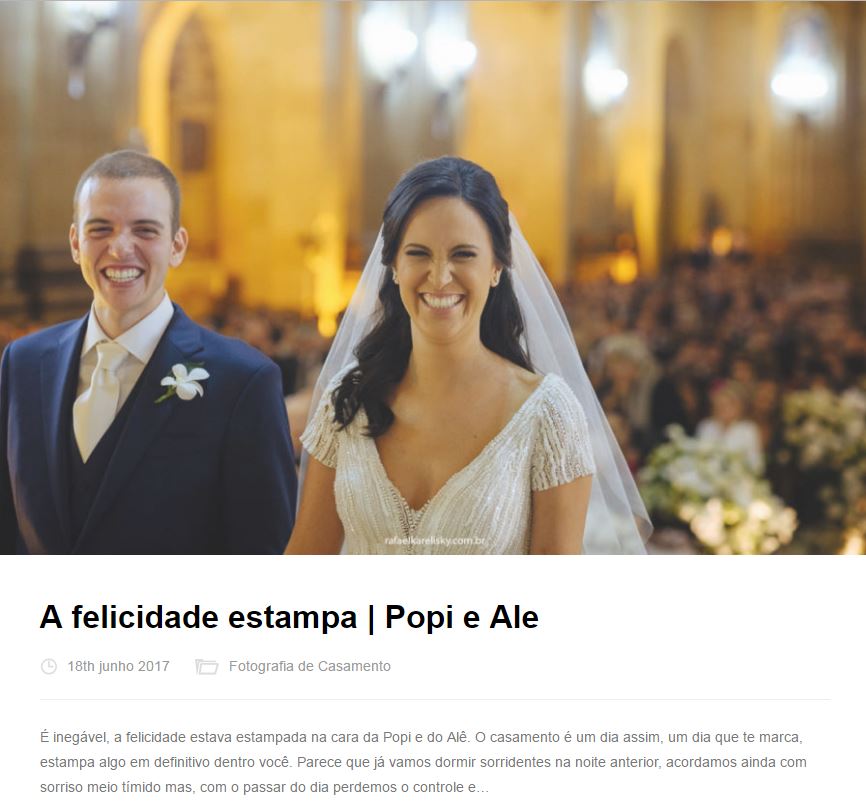 rafaelkarelisky.com.br
A felicidade estampa | Popi e Ale
18th junho 2017 Fotografia de Casamento
É inegável, a felicidade estava estampada na cara da Popi e do Alê. O casamento é um dia assim, um dia que te marca,
estampa algo em definitivo dentro você. Parece que já vamos dormir sorridentes na noite anterior, acordamos ainda com
sorriso meio tímido mas, com o passar do dia perdemos o controle e…